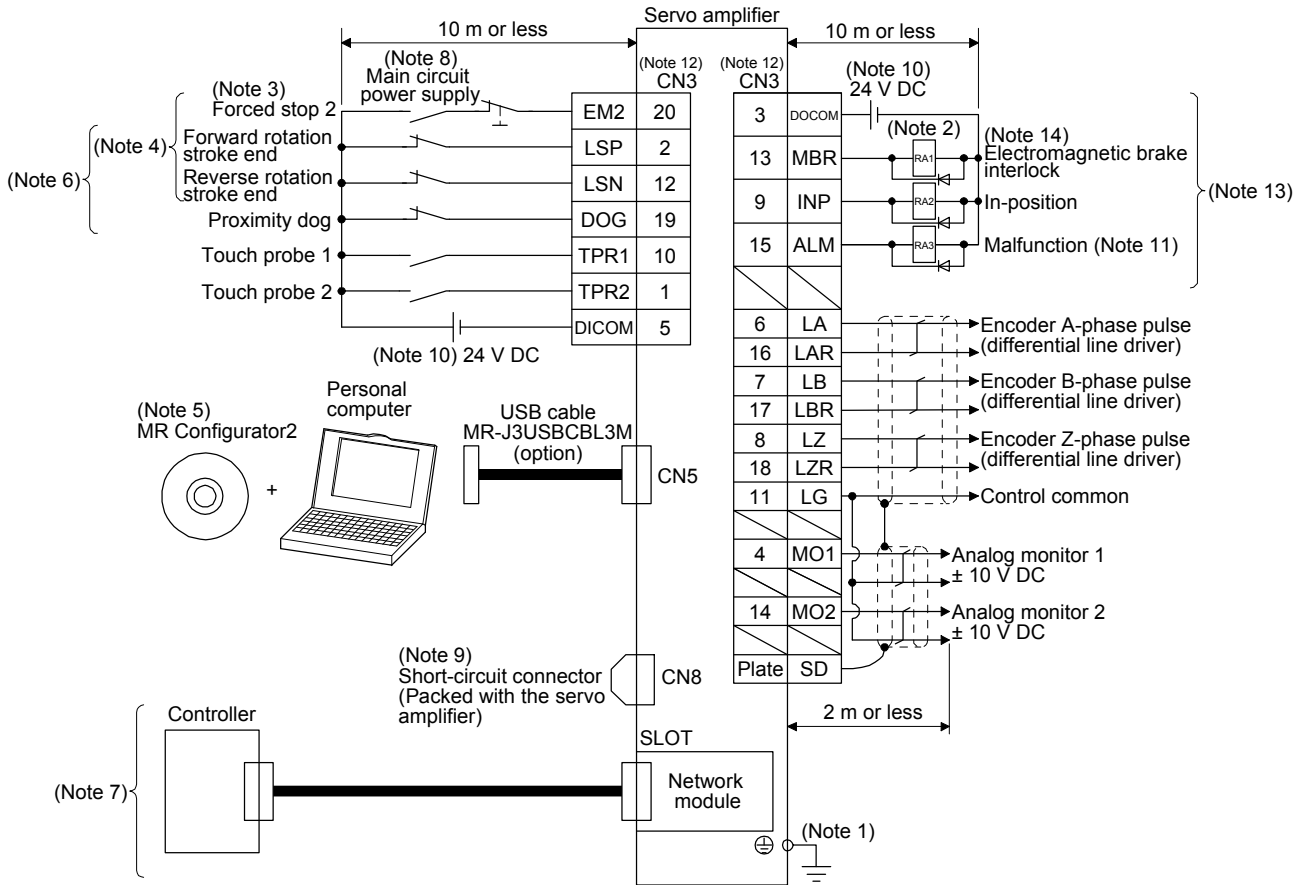 Servo amplifier
10 m or less
10 m or less
(Note 8)
Main circuit
power supply
(Note 12)
CN3
(Note 12)
CN3
(Note 10)
24 V DC
(Note 3)
Forced stop 2
EM2 20
(Note 4)
Forward rotation
stroke end
LSP 2
(Note 6)
Reverse rotation
stroke end
LSN 12
Proximity dog
DOG 19
Touch probe 1
TPR1 10
Touch probe 2
TPR2 1
DICOM 5
(Note 10) 24 V DC
3 DOCOM
(Note 2)
(Note 14)
13 MBR
RA1
Electromagnetic brake
interlock
9 INP
RA2
In-position
15 ALM
RA3
Malfunction (Note 11)
(Note 13)
6 LA
Encoder A-phase pulse
(differential line driver)
16 LAR
7 LB
Encoder B-phase pulse
(differential line driver)
17 LBR
8 LZ
Encoder Z-phase pulse
(differential line driver)
18 LZR
11 LG
Control common
4 MO1
Analog monitor 1
± 10 V DC
14 MO2
Analog monitor 2
± 10 V DC
Plate SD
2 m or less
(Note 5)
MR Configurator2
+
Personal
computer
USB cable
MR-J3USBCBL3M
(option)
CN5
(Note 9)
Short-circuit connector
(Packed with the servo
amplifier)
CN8
(Note 7)
Controller
SLOT
Network
module
(Note 1)